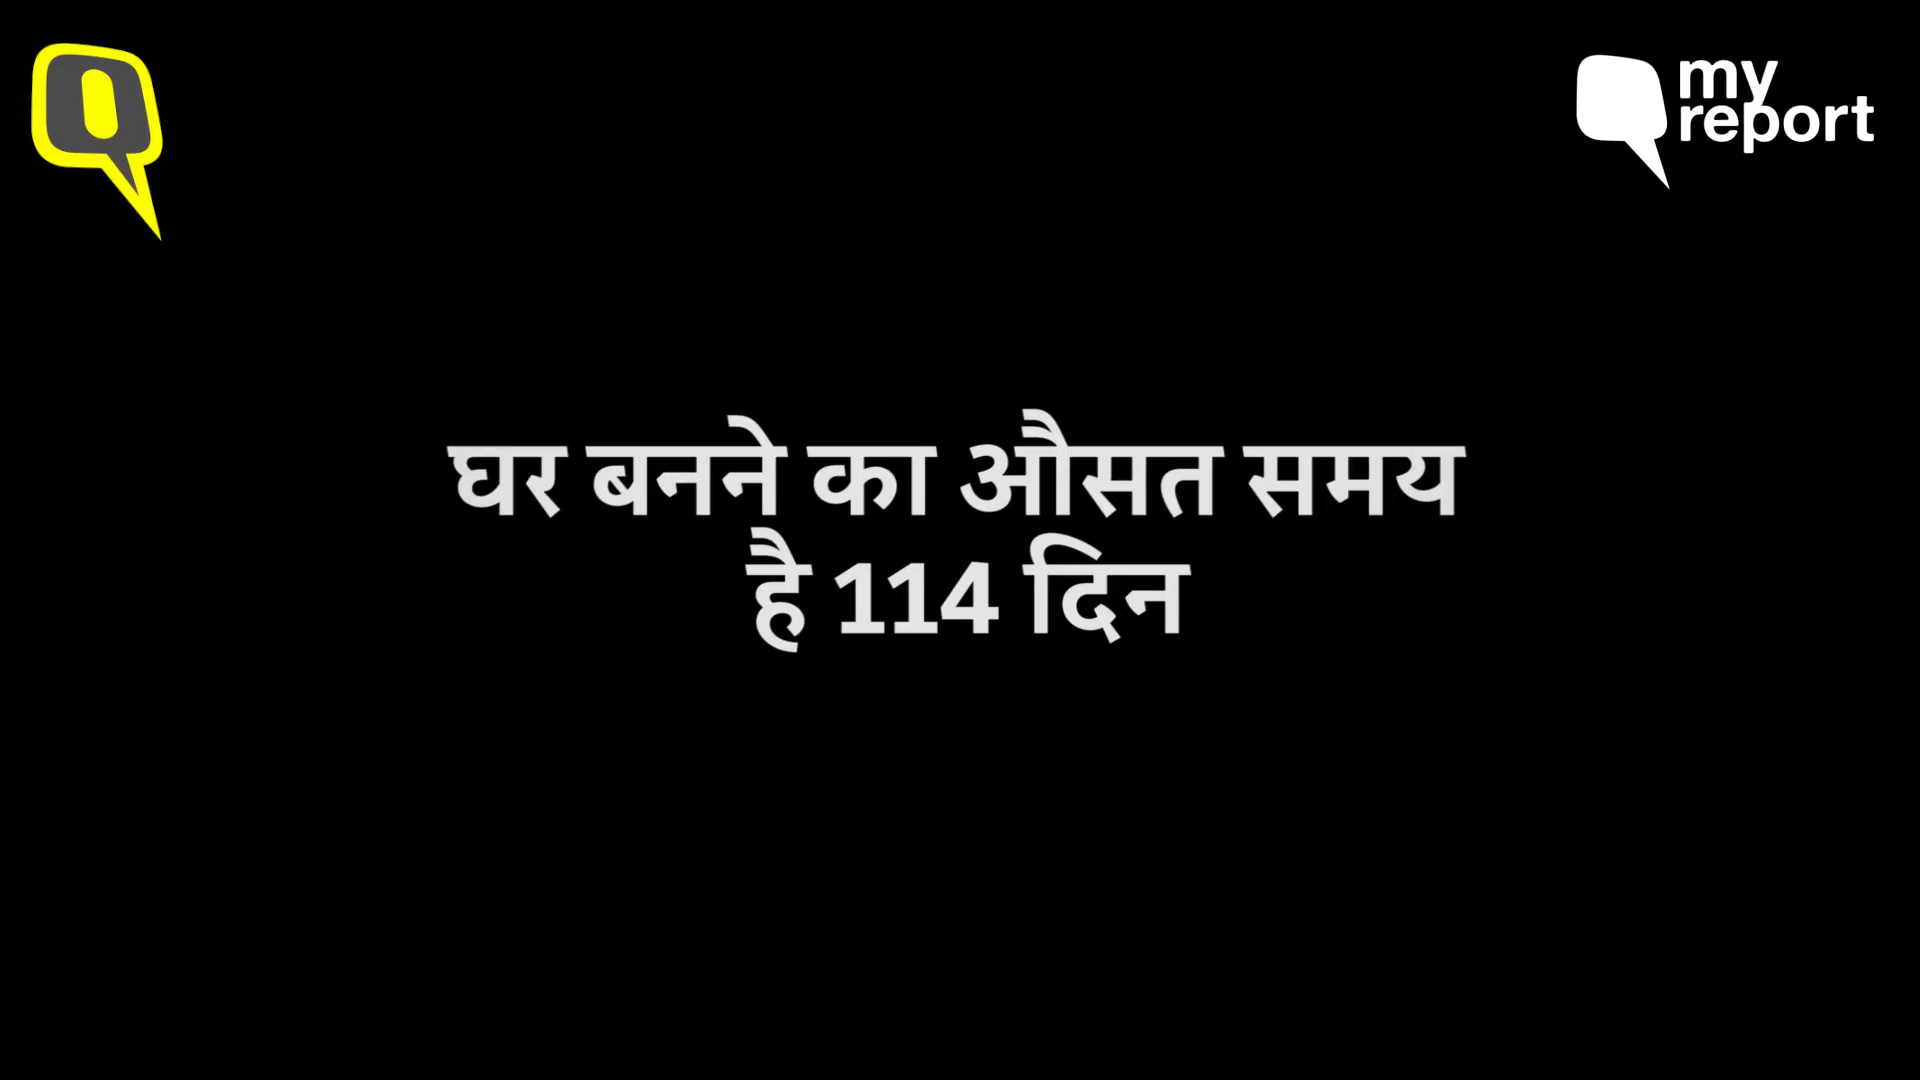 my
report
घर बनने का औसत समय
है 114 दिन